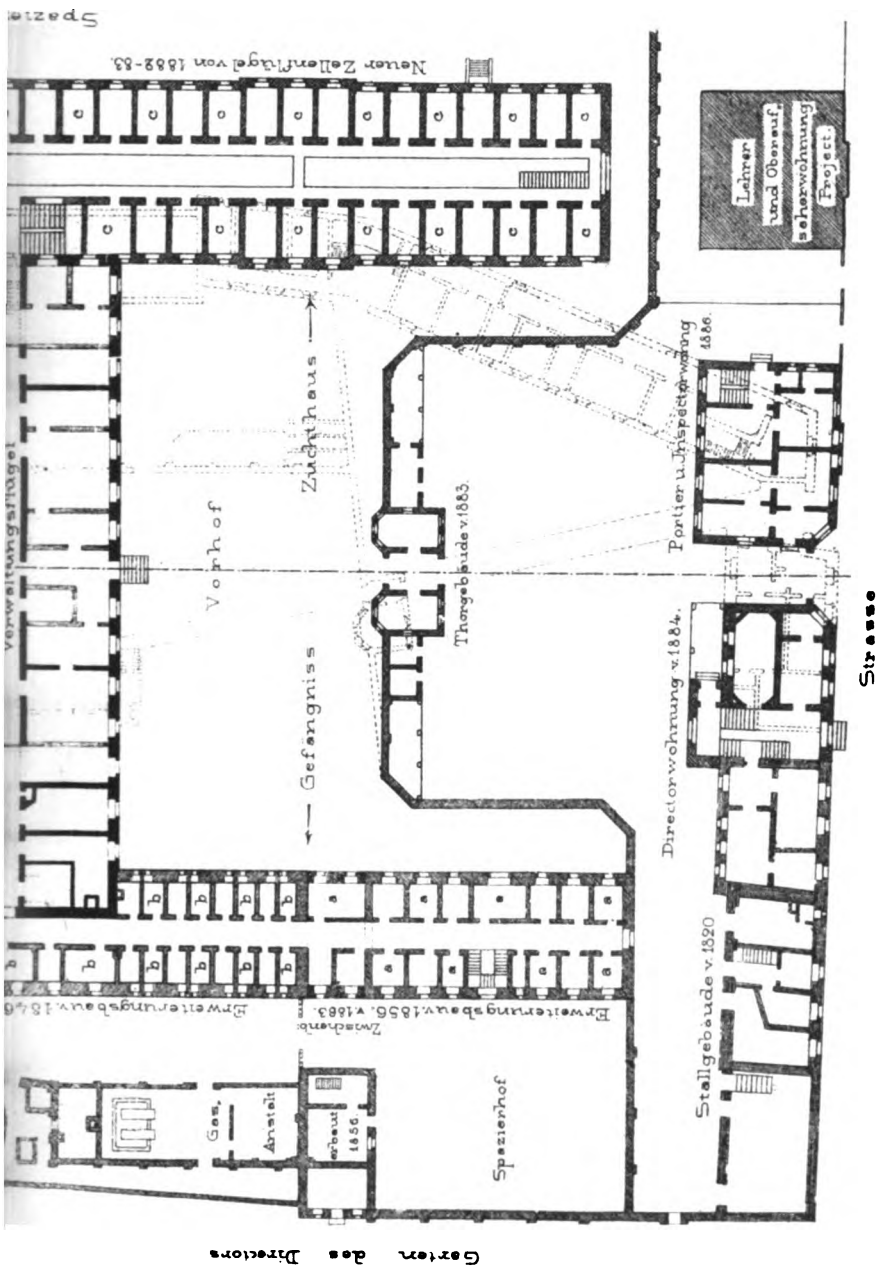 Spazie
Neuer Zellenflügel von 1882-83.
c c c c c c c
c c c c c c c
Lehrer
und Oberauf-
seherwohnung
Project.
Verwaltungsflügel
Vorhof
Zuchthaus
Gefängniss
Thorgebäude v. 1883.
Portier u. Inspectorwohng
1886.
Directorwohnung v. 1884.
Strasse
b b b b b a a a a
b b b b b b a a a a
Erweiterungsbau v. 1846
Zwischenb.
v. 1883.
Erweiterungsbau v. 1856.
Stallgebäude v. 1820
Gas,
Anstalt
erbaut
1856.
Spazierhof
Garten des Directors